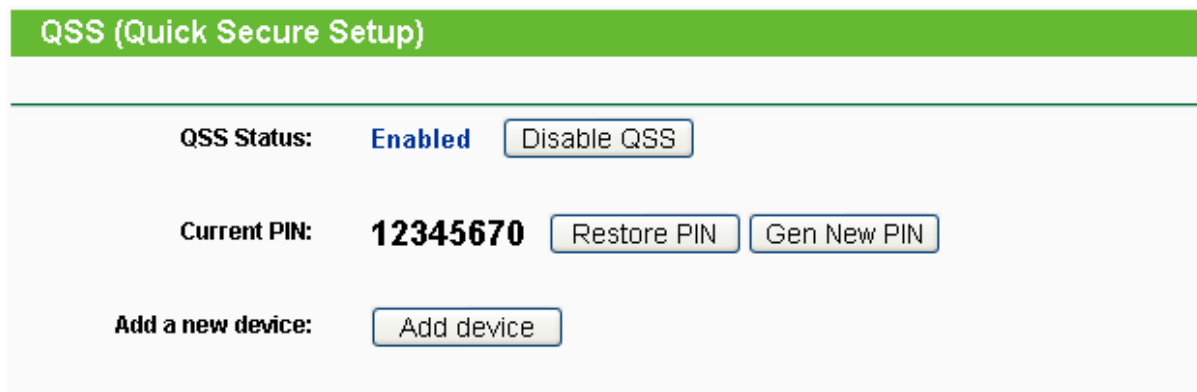 QSS (Quick Secure Setup)
QSS Status: Enabled Disable QSS
Current PIN: 12345670 Restore PIN Gen New PIN
Add a new device: Add device